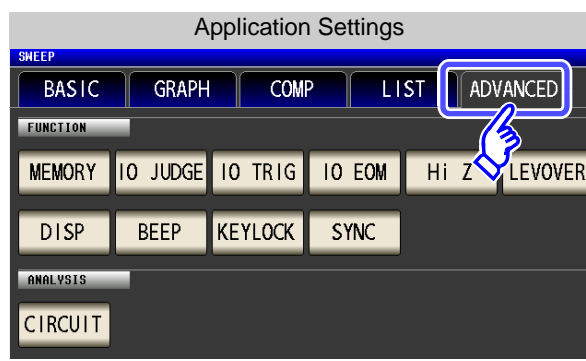 Application Settings
SWEEP
BASIC GRAPH COMP LIST ADVANCED
FUNCTION
MEMORY IO JUDGE IO TRIG IO EOM Hi Z LEVOVER
DISP BEEP KEYLOCK SYNC
ANALYSIS
CIRCUIT